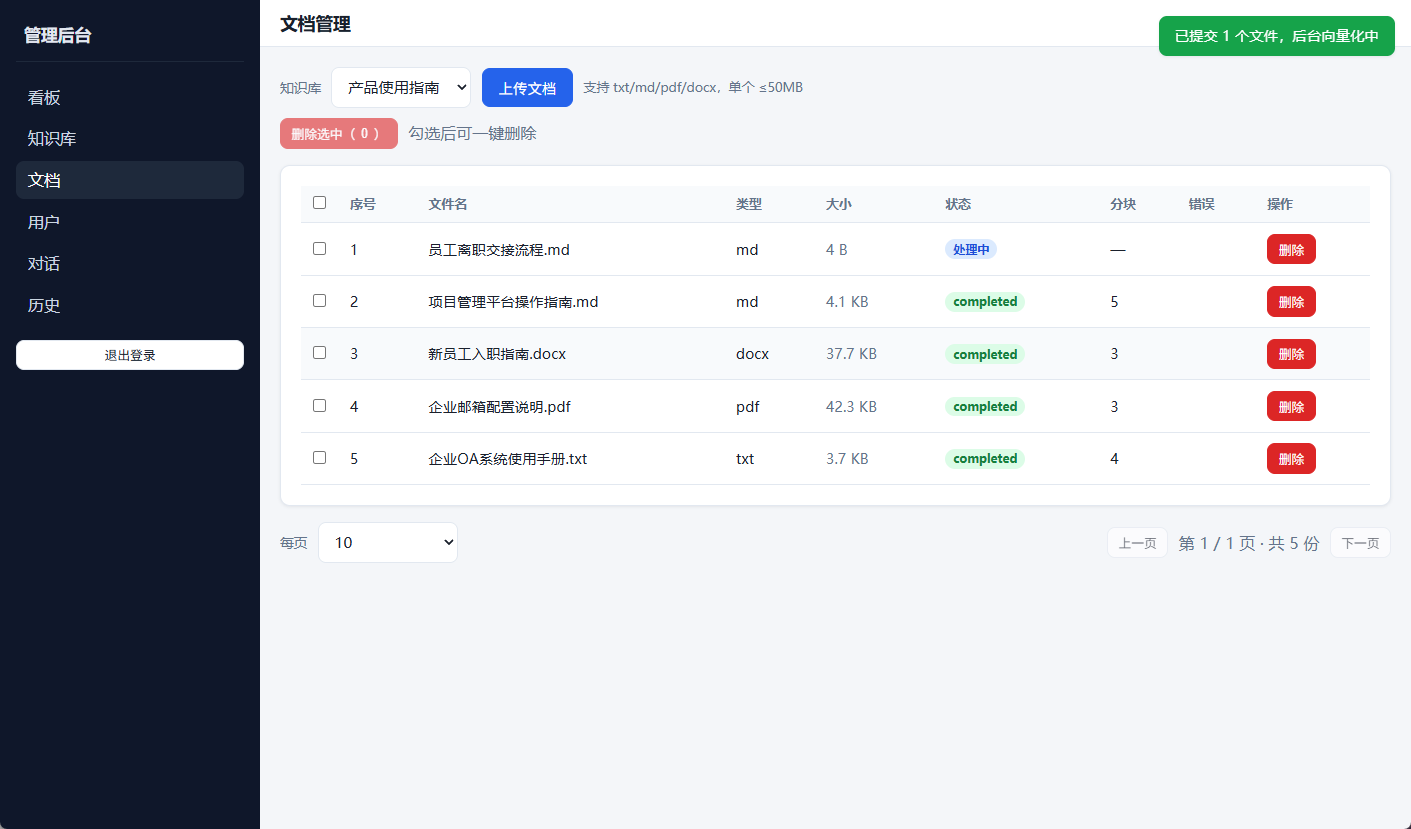 管理后台
看板
知识库
文档
用户
对话
历史
退出登录
文档管理
已提交 1 个文件，后台向量化中
知识库 产品使用指南 上传文档 支持 txt/md/pdf/docx，单个 ≤50MB
删除选中（ 0 ） 勾选后可一键删除
序号 文件名 类型 大小 状态 分块 错误 操作
1 员工离职交接流程.md md 4 B 处理中 — 删除
2 项目管理平台操作指南.md md 4.1 KB completed 5 删除
3 新员工入职指南.docx docx 37.7 KB completed 3 删除
4 企业邮箱配置说明.pdf pdf 42.3 KB completed 3 删除
5 企业OA系统使用手册.txt txt 3.7 KB completed 4 删除
每页 10 上一页 第 1 / 1 页 · 共 5 份 下一页